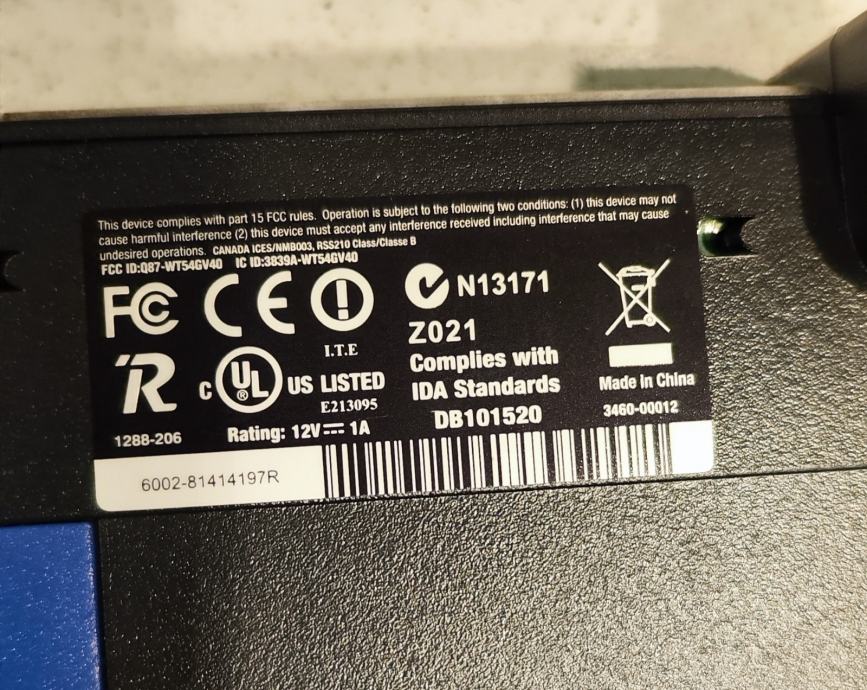 This device complies with part 15 FCC rules. Operation is subject to the following two conditions: (1) this device may not
cause harmful interference (2) this device must accept any interference received including interference that may cause
undesired operations. CANADA ICES/NMB003, RSS210 Class/Classe B
FCC ID:Q87-WT54GV40 IC ID:3839A-WT54GV40
FC CE N13171
Z021
I.T.E
Complies with
IDA Standards
DB101520
R
C UL ® US LISTED
E213095
Made in China
3460-00012
1288-206
Rating: 12V 1A
6002-81414197R